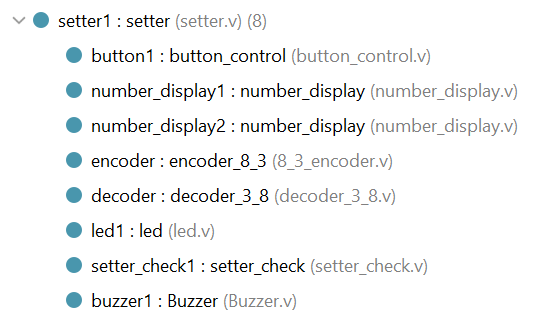 setter1 : setter (setter.v) (8)
button1 : button_control (button_control.v)
number_display1 : number_display (number_display.v)
number_display2 : number_display (number_display.v)
encoder : encoder_8_3 (8_3_encoder.v)
decoder : decoder_3_8 (decoder_3_8.v)
led1 : led (led.v)
setter_check1 : setter_check (setter_check.v)
buzzer1 : Buzzer (Buzzer.v)